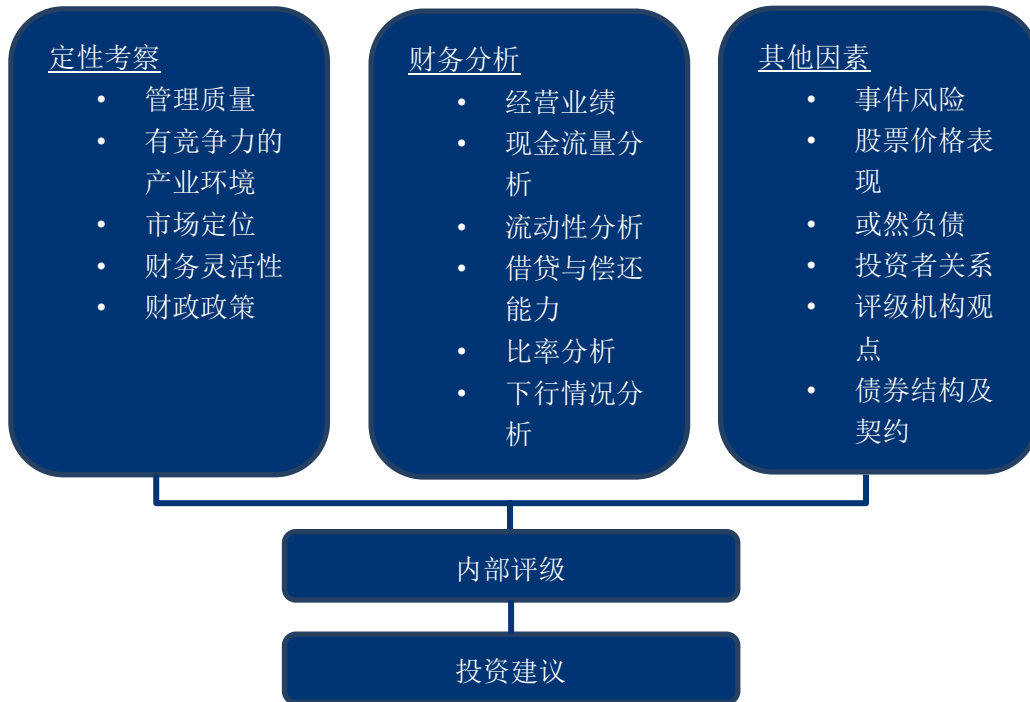 定性考察
• 管理质量
• 有竞争力的
产业环境
• 市场定位
• 财务灵活性
• 财政政策
财务分析
• 经营业绩
• 现金流量分
析
• 流动性分析
• 借贷与偿还
能力
• 比率分析
• 下行情况分
析
其他因素
• 事件风险
• 股票价格表
现
• 或然负债
• 投资者关系
• 评级机构观
点
• 债券结构及
契约
内部评级
投资建议